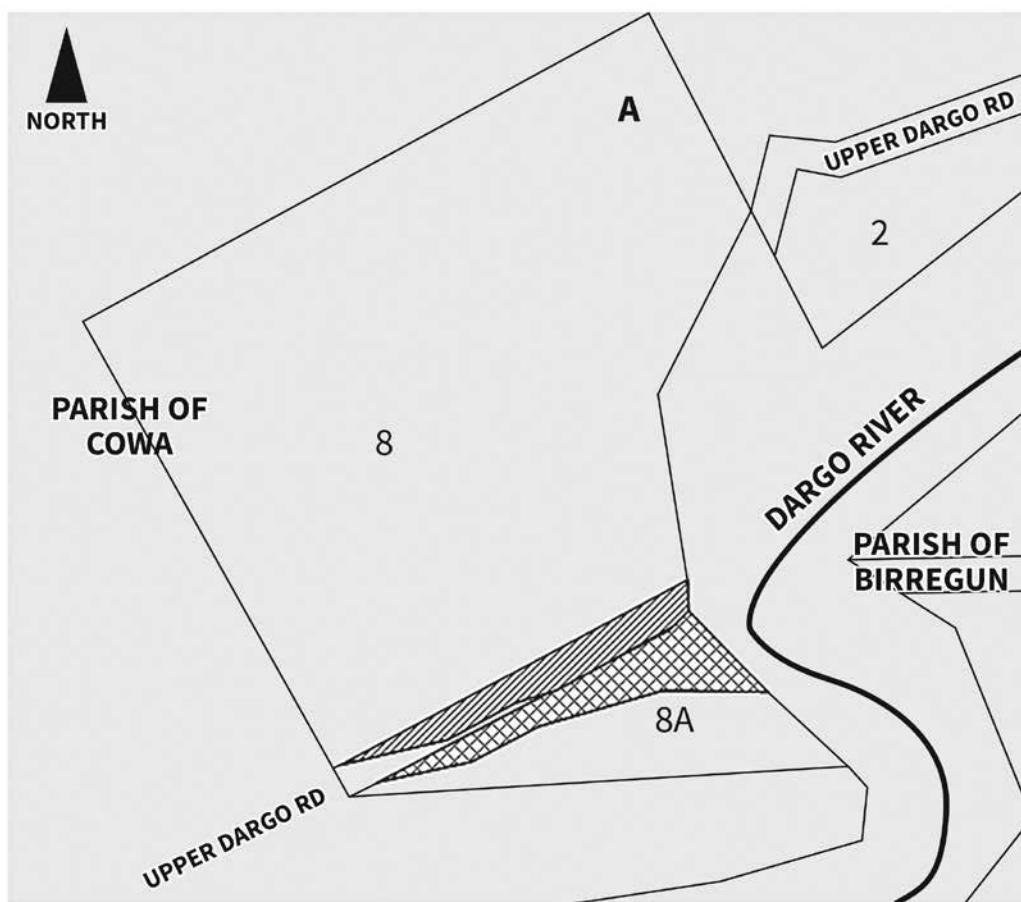 NORTH
A
UPPER DARGO RD
2
PARISH OF
COWA
8
DARGO RIVER
PARISH OF
BIRREGUN
8A
UPPER DARGO RD